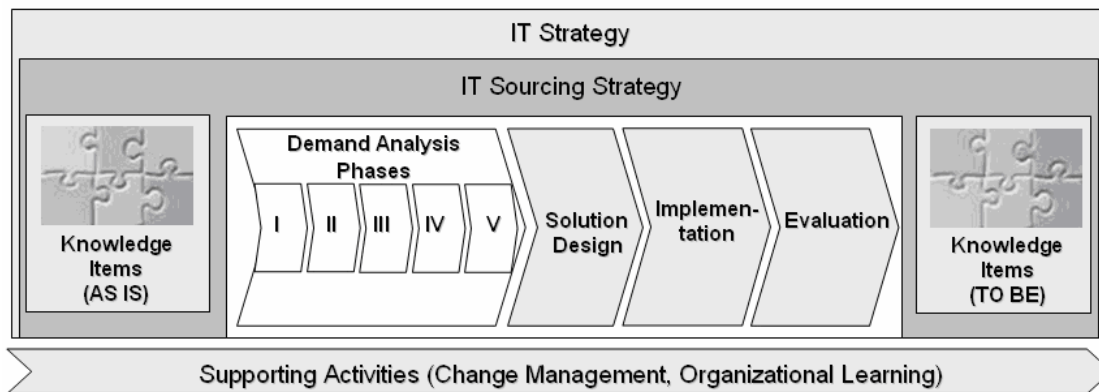 IT Strategy
IT Sourcing Strategy
Knowledge
Items
(AS IS)
Demand Analysis
Phases
I II III IV V
Solution
Design
Implemen-
tation
Evaluation
Knowledge
Items
(TO BE)
Supporting Activities (Change Management, Organizational Learning)